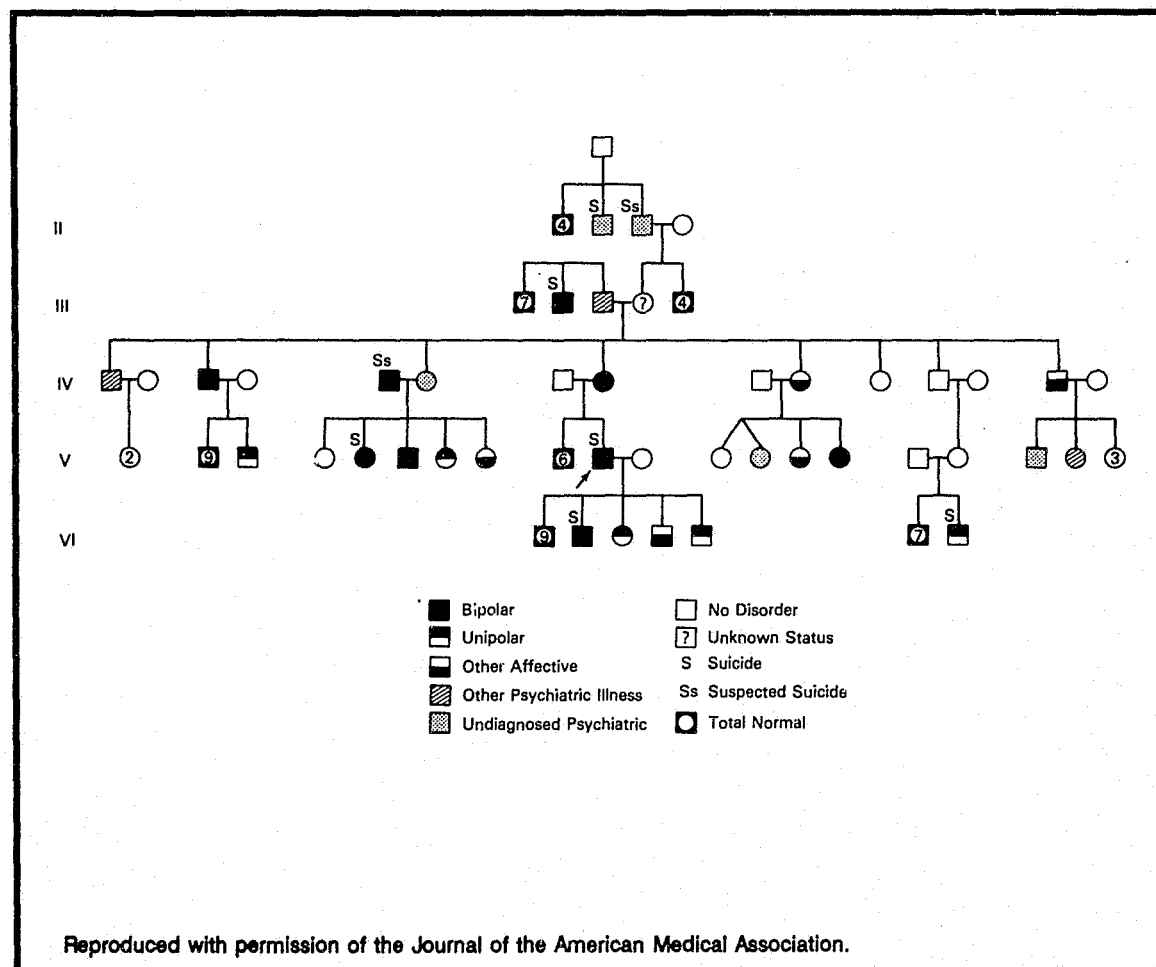 S Ss
II 4
S
III 7 ? 4
Ss
IV
S S
V 2 9 6 3
S S
VI 9 7
Bipolar No Disorder
Unipolar ? Unknown Status
Other Affective S Suicide
Other Psychiatric Illness Ss Suspected Suicide
Undiagnosed Psychiatric Total Normal
Reproduced with permission of the Journal of the American Medical Association.